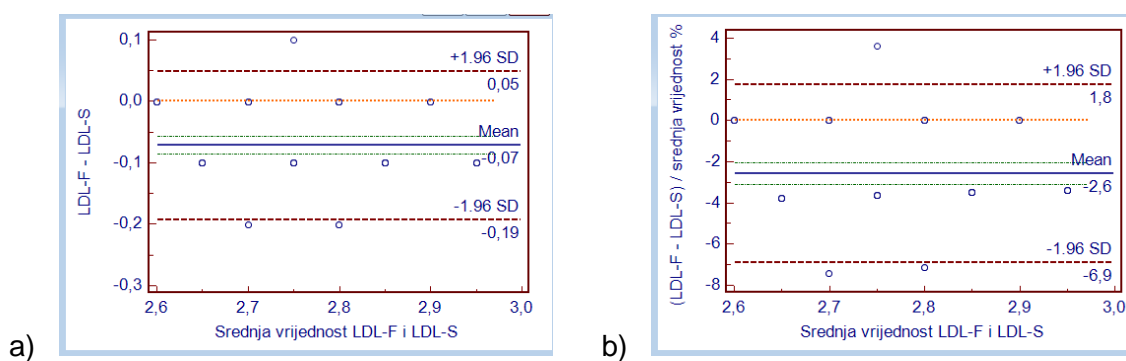 a)
LDL-F - LDL-S
0,1
0,0
-0,1
-0,2
-0,3
+1.96 SD
0,05
Mean
-0,07
-1.96 SD
-0,19
2,6 2,7 2,8 2,9 3,0
Srednja vrijednost LDL-F i LDL-S
b)
(LDL-F - LDL-S) / srednja vrijednost %
4
2
0
-2
-4
-6
-8
+1.96 SD
1,8
Mean
-2,6
-1.96 SD
-6,9
2,6 2,7 2,8 2,9 3,0
Srednja vrijednost LDL-F i LDL-S